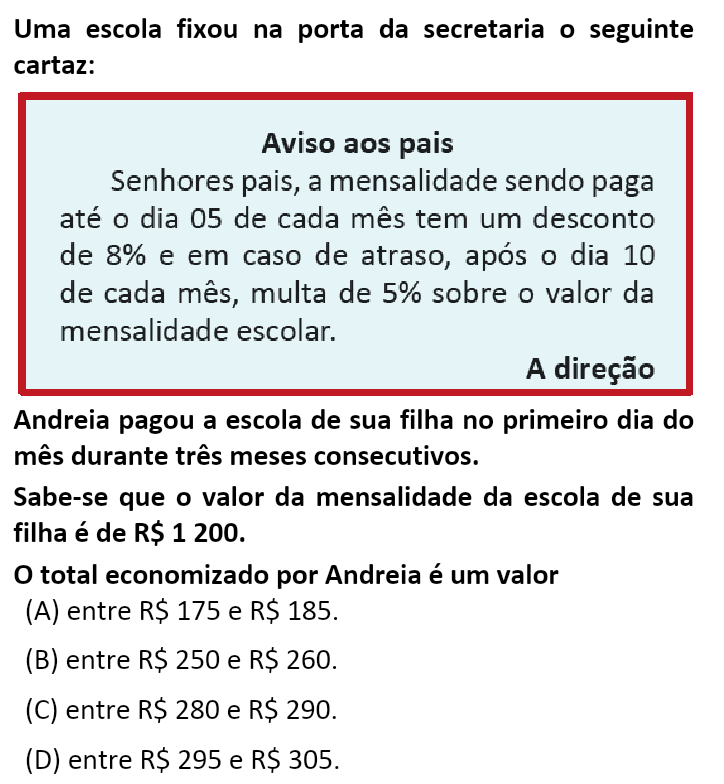 Uma escola fixou na porta da secretaria o seguinte
cartaz:
Aviso aos pais
Senhores pais, a mensalidade sendo paga
até o dia 05 de cada mês tem um desconto
de 8% e em caso de atraso, após o dia 10
de cada mês, multa de 5% sobre o valor da
mensalidade escolar.
A direção
Andreia pagou a escola de sua filha no primeiro dia do
mês durante três meses consecutivos.
Sabe-se que o valor da mensalidade da escola de sua
filha é de R$ 1 200.
O total economizado por Andreia é um valor
(A) entre R$ 175 e R$ 185.
(B) entre R$ 250 e R$ 260.
(C) entre R$ 280 e R$ 290.
(D) entre R$ 295 e R$ 305.